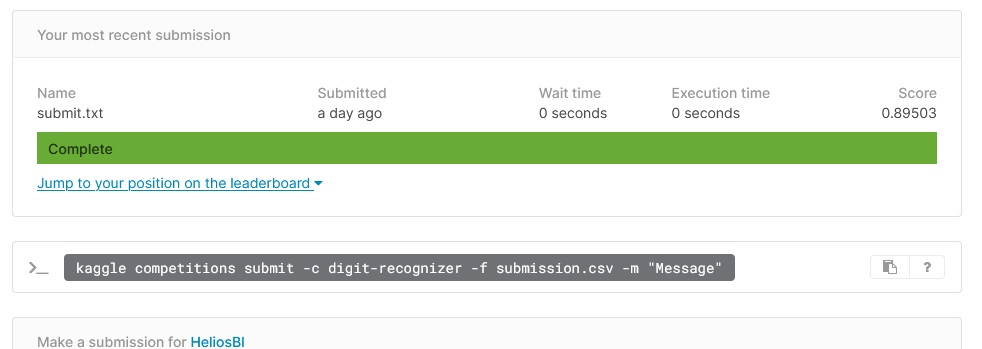 Your most recent submission
Name Submitted Wait time Execution time Score
submit.txt a day ago 0 seconds 0 seconds 0.89503
Complete
Jump to your position on the leaderboard
>_ kaggle competitions submit -c digit-recognizer -f submission.csv -m "Message" ?
Make a submission for HeliosBI